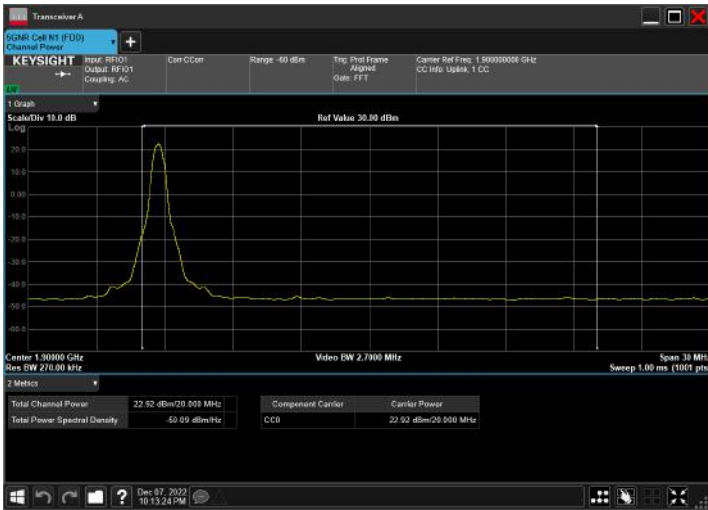 Transceiver A
5GNR Cell N1 (FDD)
Channel Power
KEYSIGHT
Input: RFIO1
Output: RFIO1
Coupling: AC
Corr CCorr
Range: -60 dBm
Trig: Prot Frame
Aligned
Gate: FFT
Carrier Ref Freq: 1.900000000 GHz
CC Info: Uplink, 1 CC
1 Graph
Scale/Div 10.0 dB
Ref Value 30.00 dBm
Log
20.0
10.0
0.00
-10.0
-20.0
-30.0
-40.0
-50.0
-60.0
Center 1.90000 GHz
Video BW 2.7000 MHz
Span 30 MHz
Res BW 270.00 kHz
Sweep 1.00 ms (1001 pts
2 Metrics
Total Channel Power 22.92 dBm/20.000 MHz
Total Power Spectral Density -50.09 dBm/Hz
Component Carrier Carrier Power
CC0 22.92 dBm/20.000 MHz
Dec 07, 2022
10:13:24 PM